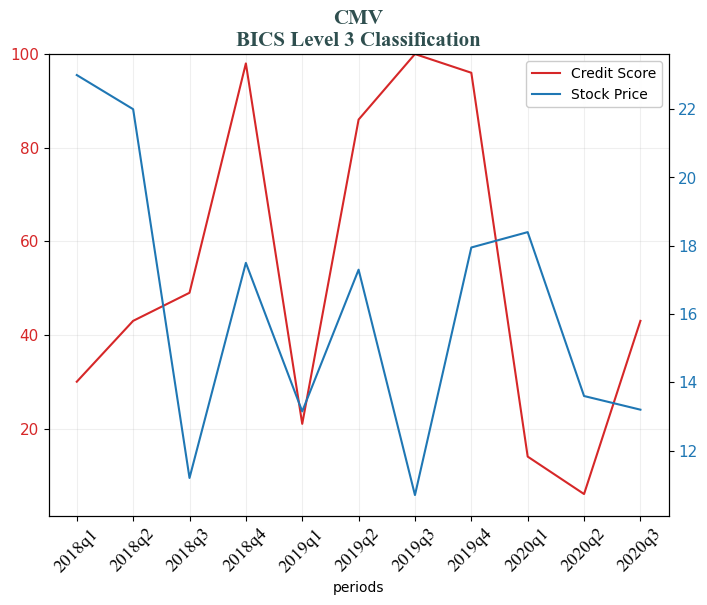 CMV
BICS Level 3 Classification
Credit Score
Stock Price
100
80
60
40
20
22
20
18
16
14
12
2018q1
2018q2
2018q3
2018q4
2019q1
2019q2
2019q3
2019q4
2020q1
2020q2
2020q3
periods